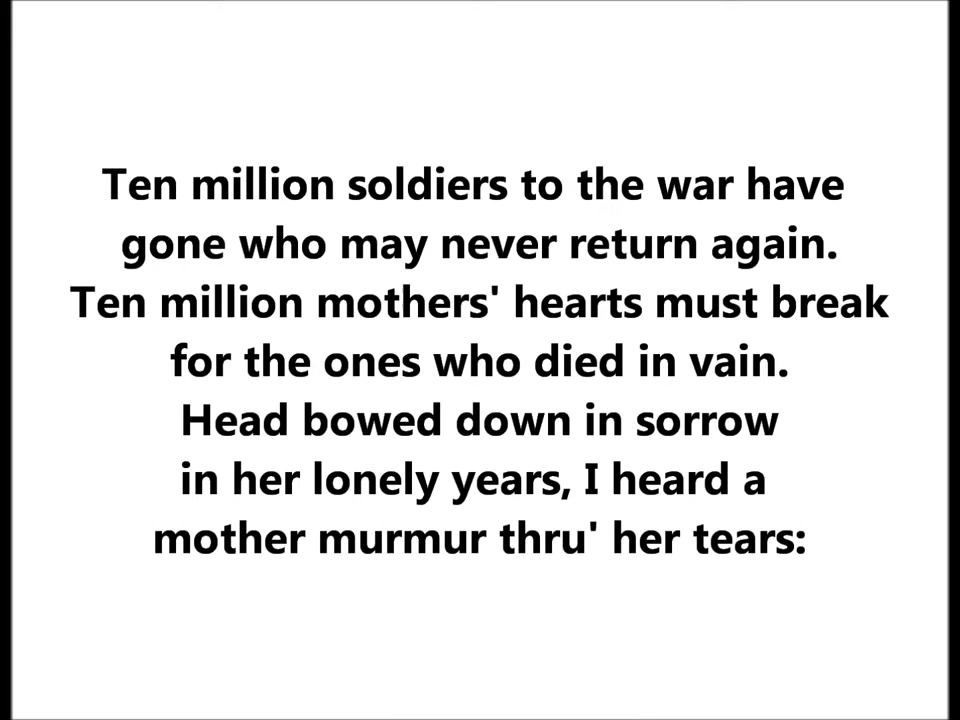 Ten million soldiers to the war have
gone who may never return again.
Ten million mothers' hearts must break
for the ones who died in vain.
Head bowed down in sorrow
in her lonely years, I heard a
mother murmur thru' her tears: